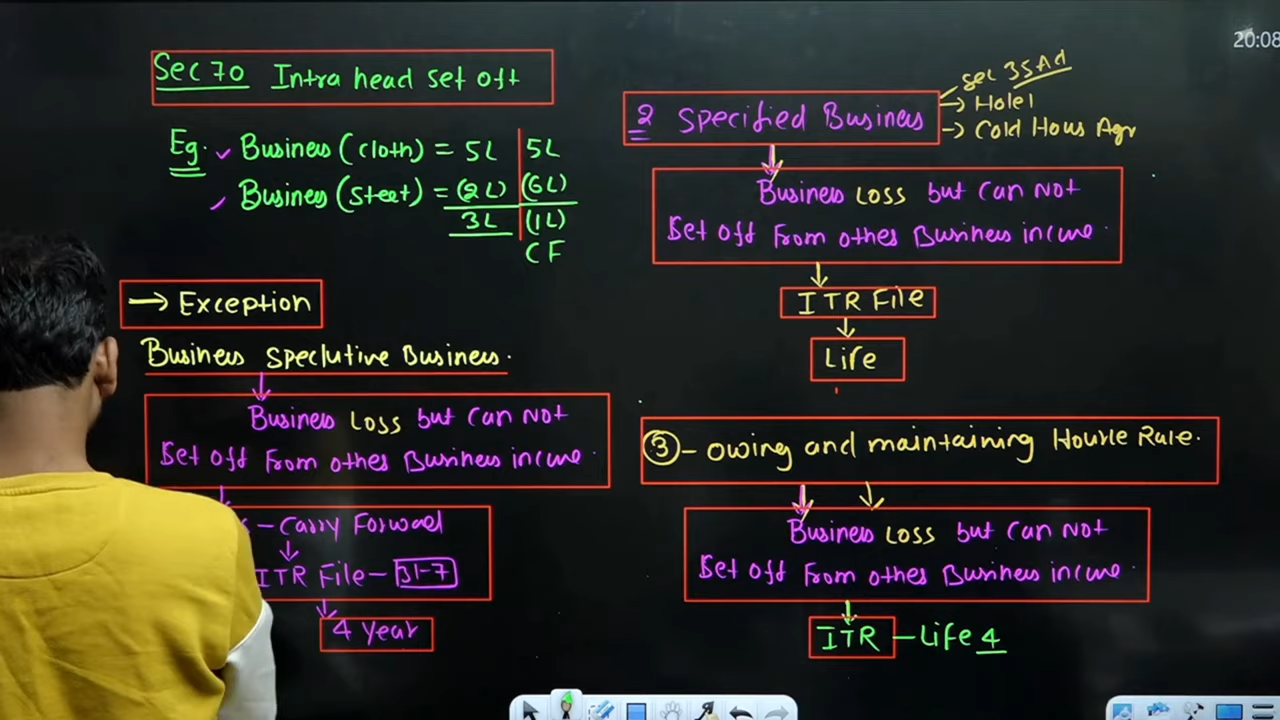 20:08
Sec 70 Intra head set off
Eg. Business (cloth) = 5L 5L
Business (Steet) = (2L) (6L)
3L (1L)
CF
→ Exception
Business Speclutive Business.
Business Loss but Can Not
Set off From other Business income.
- Carry Forward
ITR File - 31-7
4 year
2 Specified Business
Sec 35Ad
→ Hotel
→ Cold Hous Agr
Business Loss but Can Not
Set off From other Business income.
ITR File
Life
3 - owing and maintaining Hourse Rale.
Business Loss but Can Not
Set off From other Business income.
ITR - Life 4